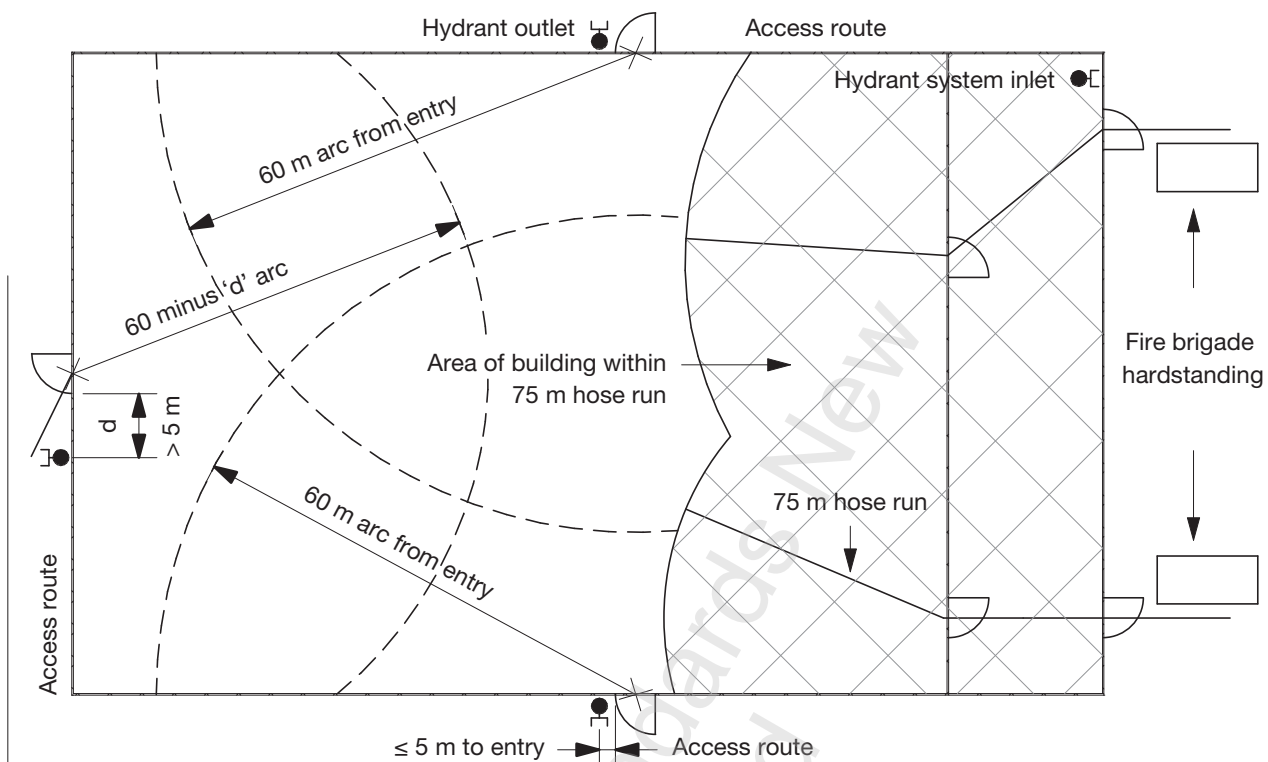 Hydrant outlet
Access route
Hydrant system inlet
60 m arc from entry
60 minus ‘d’ arc
Area of building within
75 m hose run
Fire brigade
hardstanding
d
> 5 m
75 m hose run
60 m arc from entry
Access route
≤ 5 m to entry
Access route
ards New